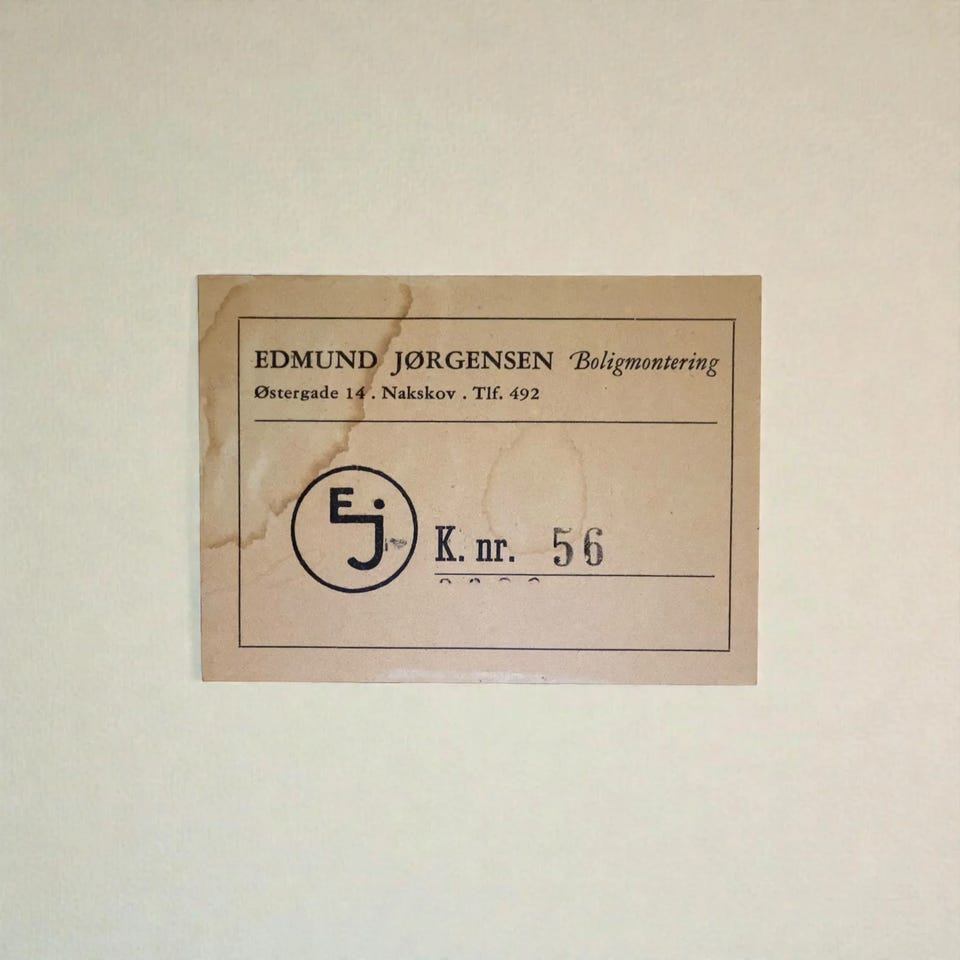 EDMUND JØRGENSEN Boligmontering
Østergade 14 . Nakskov . Tlf. 492
Ej
K. nr. 56